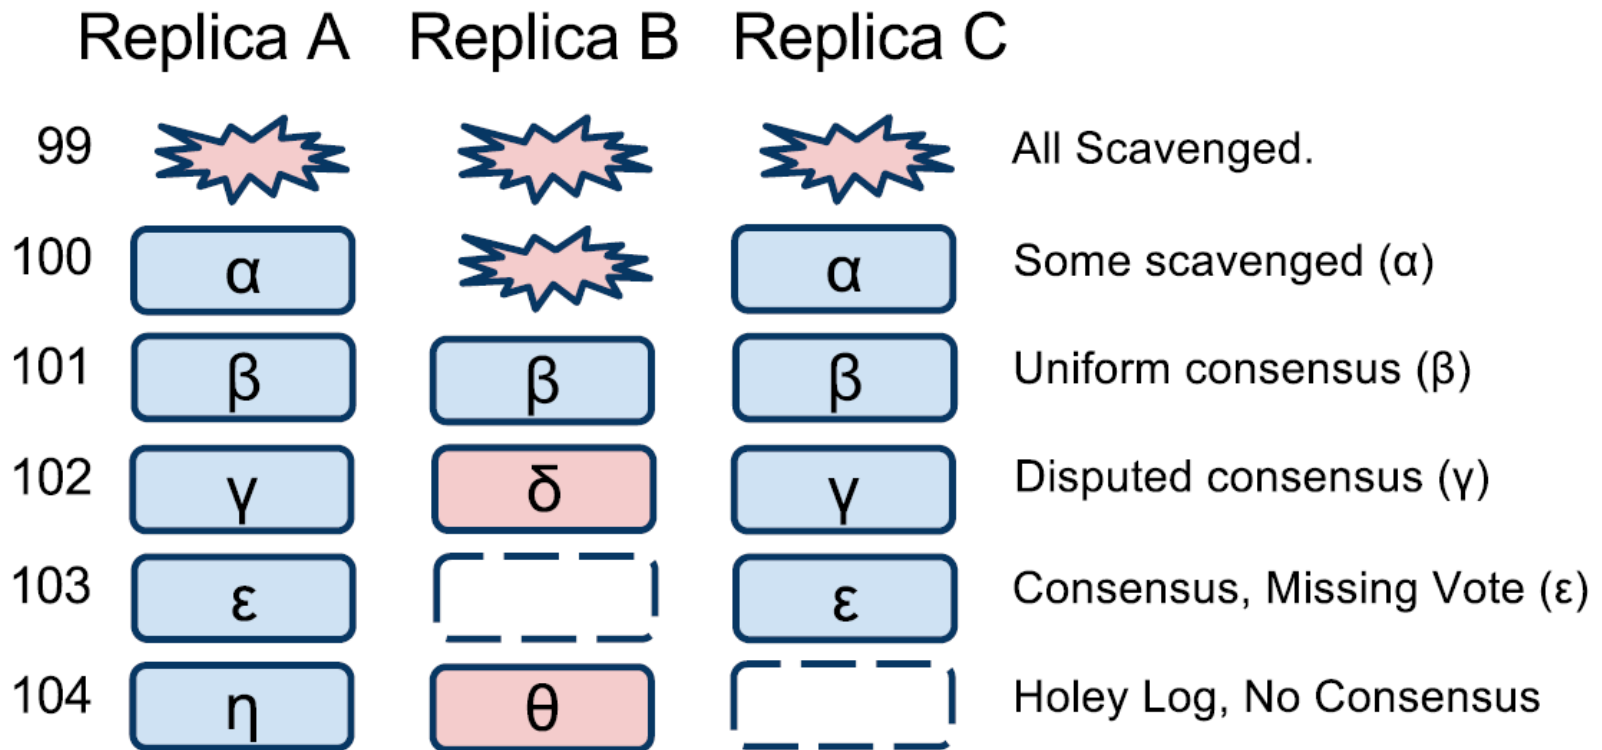 Replica A Replica B Replica C
99 All Scavenged.
100 α α Some scavenged (α)
101 β β β Uniform consensus (β)
102 γ δ γ Disputed consensus (γ)
103 ε ε Consensus, Missing Vote (ε)
104 η θ Holey Log, No Consensus